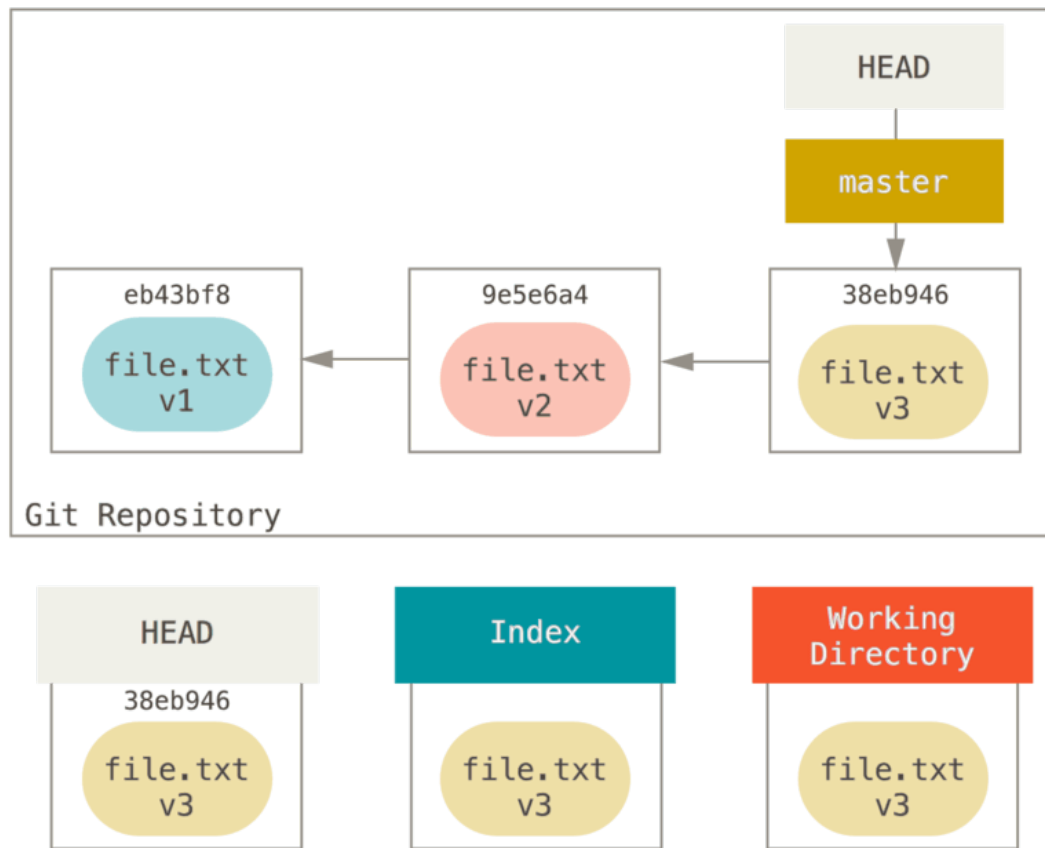 HEAD
master
eb43bf8
9e5e6a4
38eb946
file.txt
v1
file.txt
v2
file.txt
v3
Git Repository
HEAD
Index
Working
Directory
38eb946
file.txt
v3
file.txt
v3
file.txt
v3